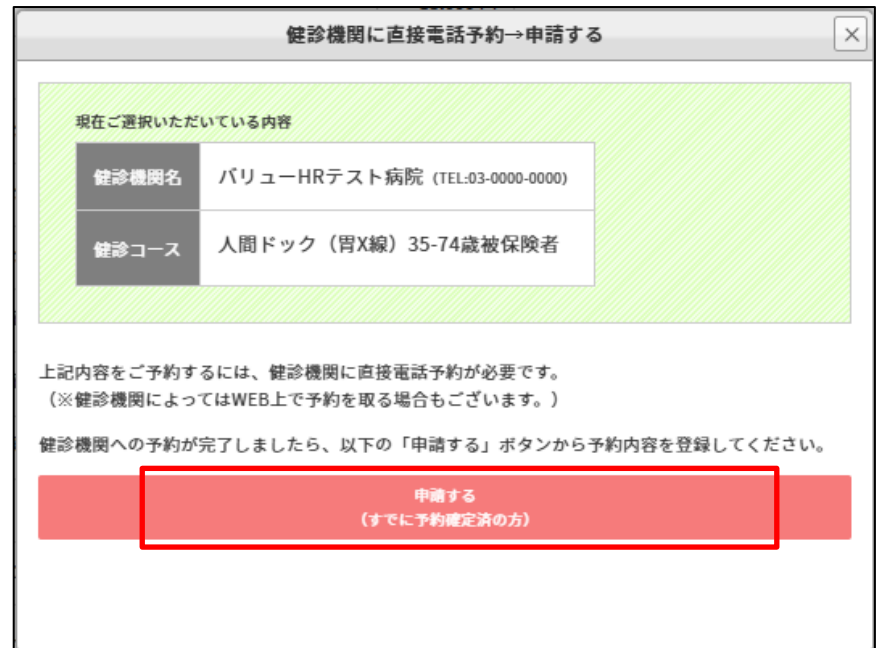 健診機関に直接電話予約→申請する
現在ご選択いただいている内容
健診機関名 バリューHRテスト病院 (TEL:03-0000-0000)
健診コース 人間ドック（胃X線）35-74歳被保険者
上記内容をご予約するには、健診機関に直接電話予約が必要です。
（※健診機関によってはWEB上で予約を取る場合もございます。）
健診機関への予約が完了しましたら、以下の「申請する」ボタンから予約内容を登録してください。
申請する
（すでに予約確定済の方）